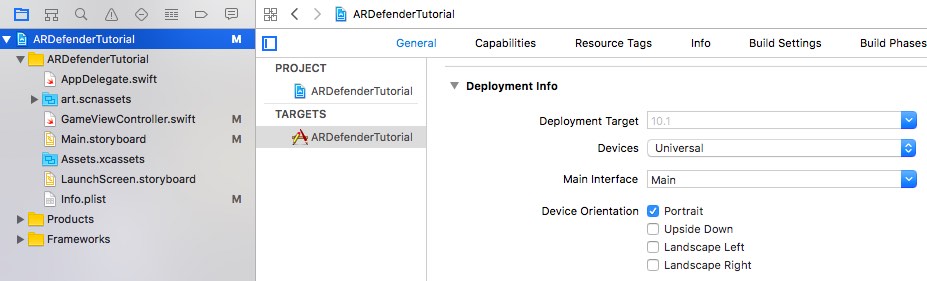 ARDefenderTutorial M
ARDefenderTutorial
AppDelegate.swift
art.scnassets
GameViewController.swift M
Main.storyboard M
Assets.xcassets
LaunchScreen.storyboard
Info.plist M
Products
Frameworks
ARDefenderTutorial
General Capabilities Resource Tags Info Build Settings Build Phases
PROJECT
ARDefenderTutorial
TARGETS
ARDefenderTutorial
Deployment Info
Deployment Target 10.1
Devices Universal
Main Interface Main
Device Orientation Portrait
Upside Down
Landscape Left
Landscape Right